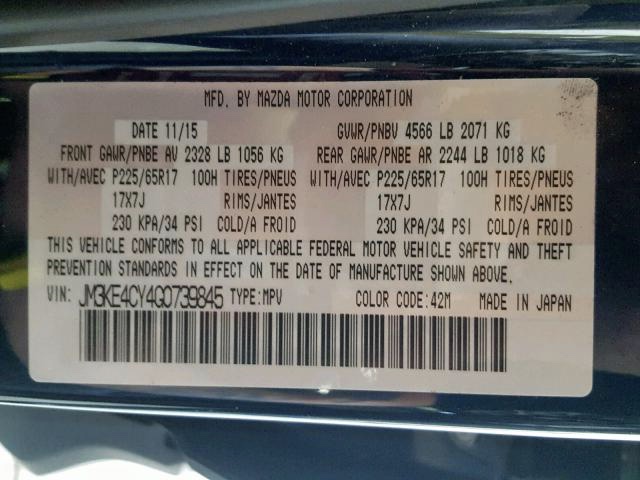 MFD. BY MAZDA MOTOR CORPORATION
DATE 11/15 GVWR/PNBV 4566 LB 2071 KG
FRONT GAWR/PNBE AV 2328 LB 1056 KG REAR GAWR/PNBE AR 2244 LB 1018 KG
WITH/AVEC P225/65R17 100H TIRES/PNEUS WITH/AVEC P225/65R17 100H TIRES/PNEUS
17X7J RIMS/JANTES 17X7J RIMS/JANTES
230 KPA/34 PSI COLD/A FROID 230 KPA/34 PSI COLD/A FROID
THIS VEHICLE CONFORMS TO ALL APPLICABLE FEDERAL MOTOR VEHICLE SAFETY AND THEFT
PREVENTION STANDARDS IN EFFECT ON THE DATE OF MANUFACTURE SHOWN ABOVE.
VIN: JM3KE4CY4G0739845 TYPE:MPV COLOR CODE:42M MADE IN JAPAN